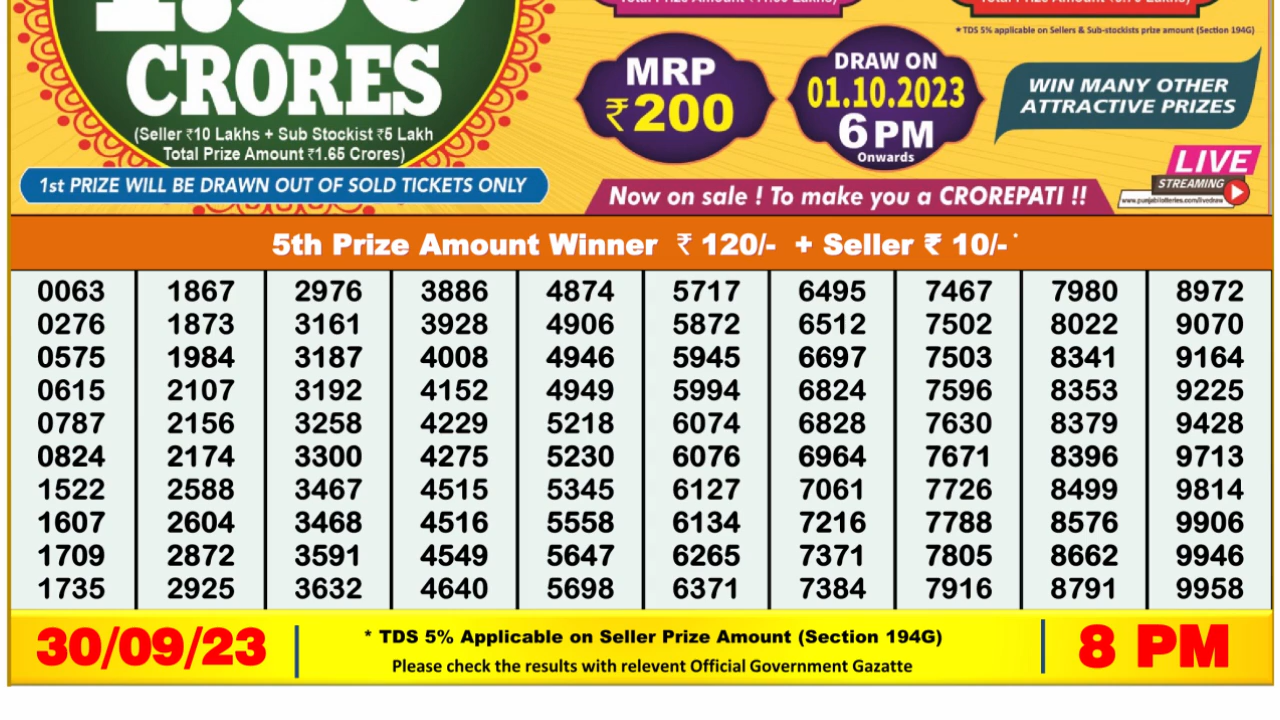 CRORES
(Seller ₹10 Lakhs + Sub Stockist ₹5 Lakh
Total Prize Amount ₹1.65 Crores)
1st PRIZE WILL BE DRAWN OUT OF SOLD TICKETS ONLY
* TDS 5% applicable on Sellers & Sub-stockists prize amount (Section 194G)
MRP
₹200
DRAW ON
01.10.2023
6 PM
Onwards
WIN MANY OTHER
ATTRACTIVE PRIZES
LIVE
STREAMING
www.punjablotteries.com/livedraw
Now on sale ! To make you a CROREPATI !!
5th Prize Amount Winner ₹ 120/- + Seller ₹ 10/- *
0063 1867 2976 3886 4874 5717 6495 7467 7980 8972
0276 1873 3161 3928 4906 5872 6512 7502 8022 9070
0575 1984 3187 4008 4946 5945 6697 7503 8341 9164
0615 2107 3192 4152 4949 5994 6824 7596 8353 9225
0787 2156 3258 4229 5218 6074 6828 7630 8379 9428
0824 2174 3300 4275 5230 6076 6964 7671 8396 9713
1522 2588 3467 4515 5345 6127 7061 7726 8499 9814
1607 2604 3468 4516 5558 6134 7216 7788 8576 9906
1709 2872 3591 4549 5647 6265 7371 7805 8662 9946
1735 2925 3632 4640 5698 6371 7384 7916 8791 9958
30/09/23
* TDS 5% Applicable on Seller Prize Amount (Section 194G)
Please check the results with relevent Official Government Gazatte
8 PM